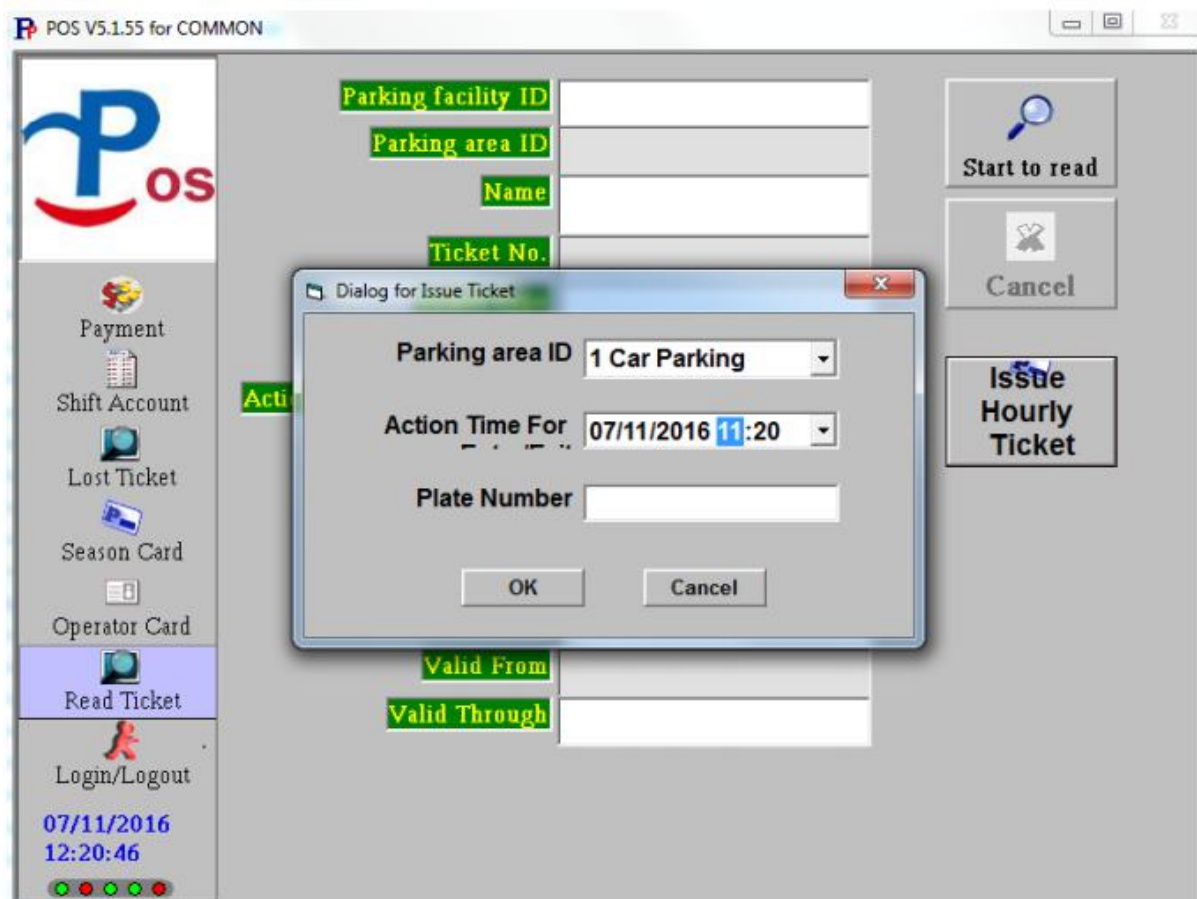 POS V5.1.55 for COMMON
Pos
Payment
Shift Account
Lost Ticket
Season Card
Operator Card
Read Ticket
Login/Logout
07/11/2016
12:20:46
Parking facility ID
Parking area ID
Name
Ticket No.
Acti
Valid From
Valid Through
Start to read
Cancel
Issue
Hourly
Ticket
Dialog for Issue Ticket
Parking area ID
1 Car Parking
Action Time For
07/11/2016 11:20
Plate Number
OK
Cancel